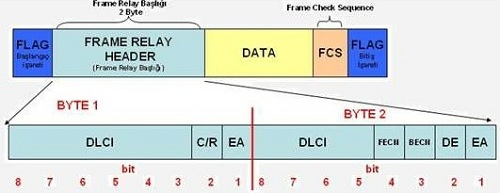 Frame Relay Başlığı
2 Byte
Frame Check Sequence
FLAG
Başlangıç
işareti
FRAME RELAY
HEADER
(Frame Relay Başlığı)
DATA
FCS
FLAG
Bitiş
işareti
BYTE 1
BYTE 2
DLCI
C/R
EA
DLCI
FECN
BECN
DE
EA
bit
bit
8 7 6 5 4 3 2 1 8 7 6 5 4 3 2 1